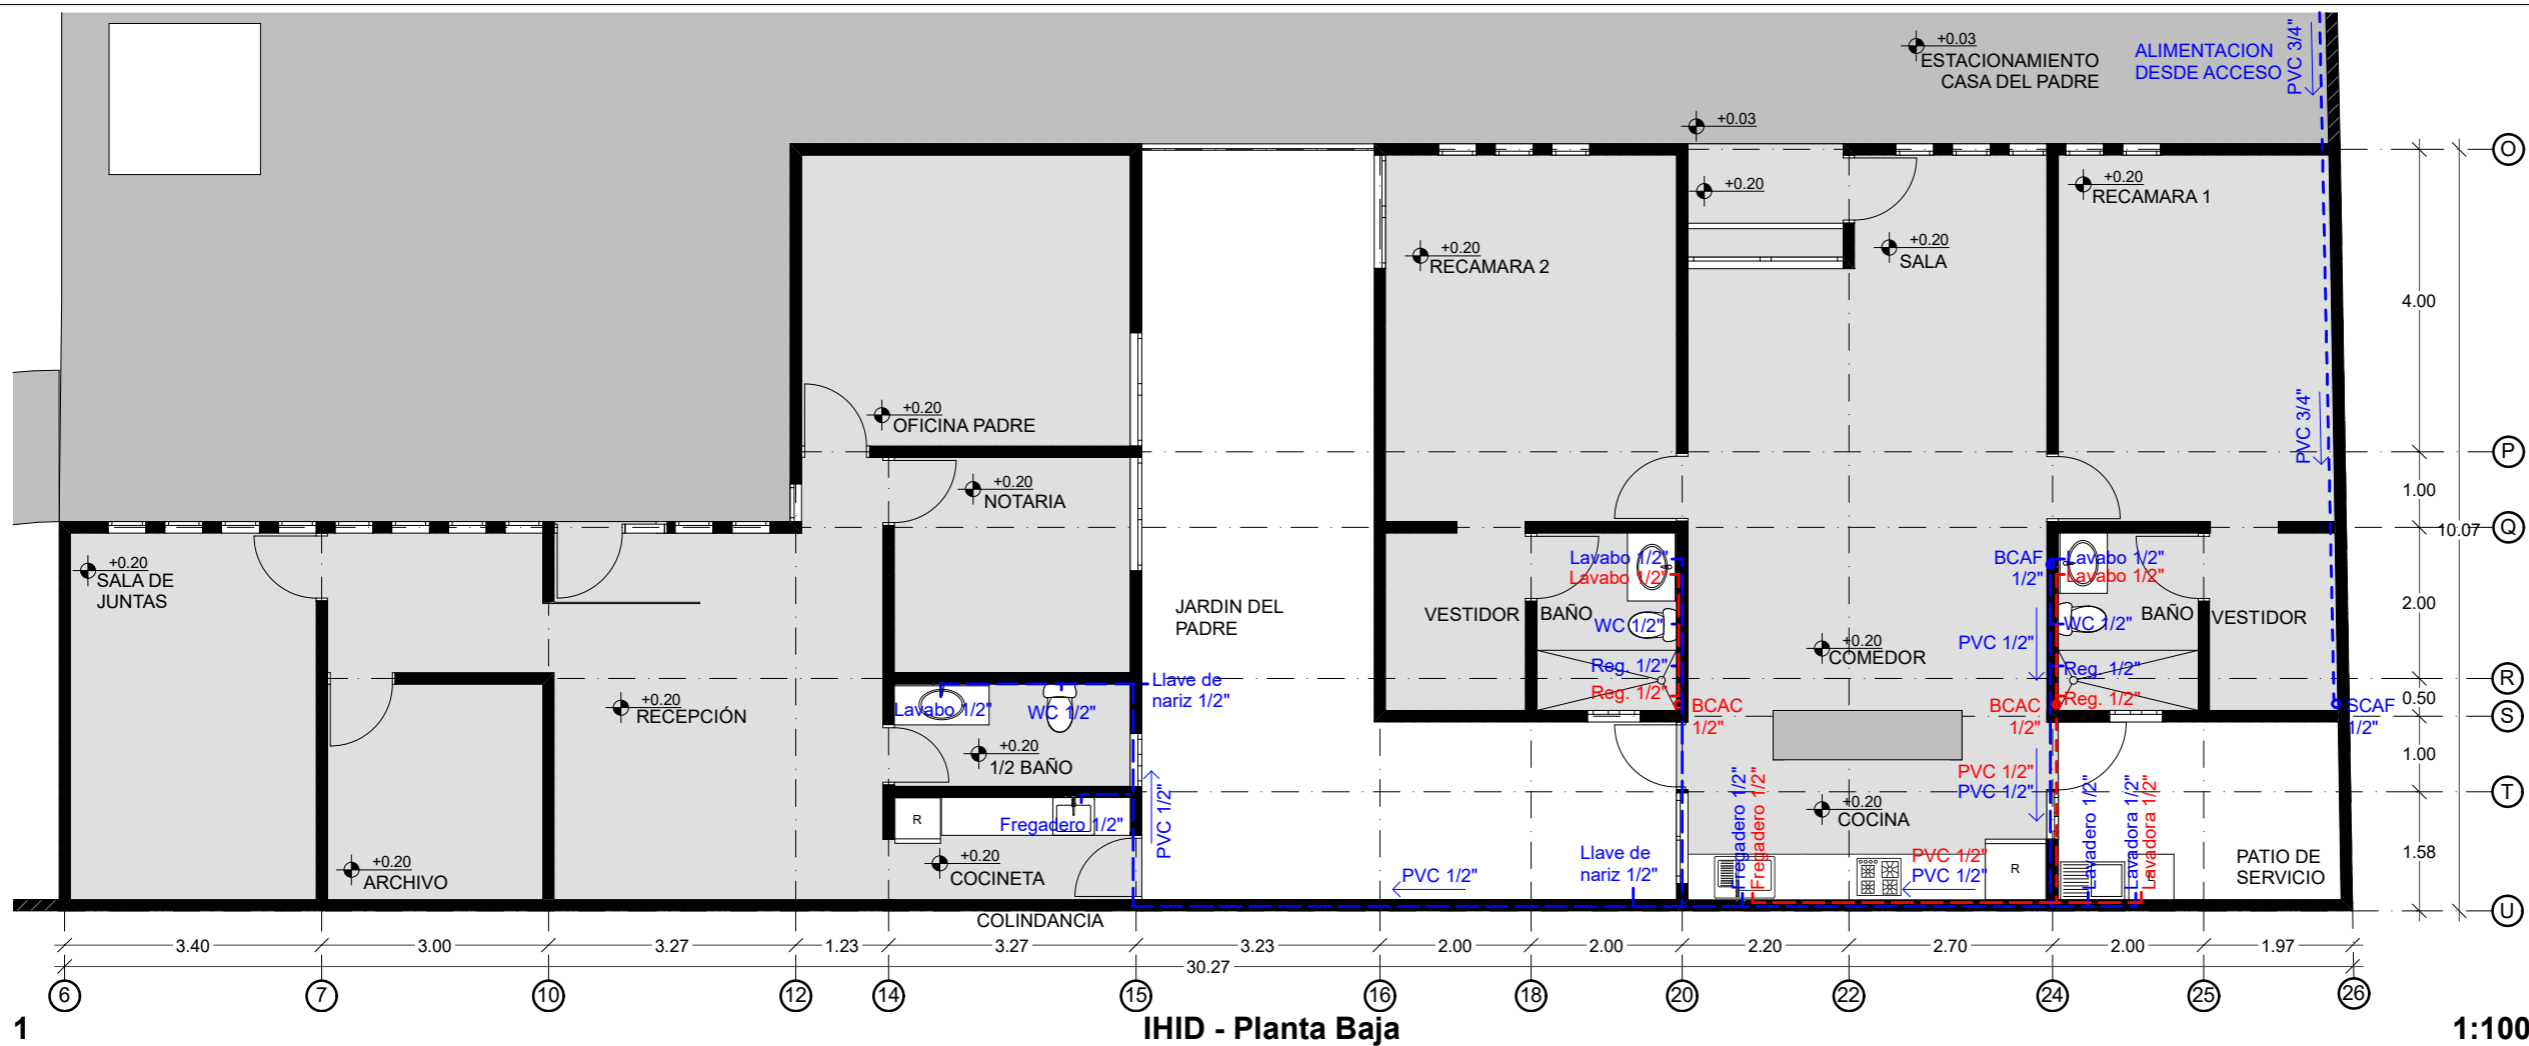 +0.03
ESTACIONAMIENTO
CASA DEL PADRE
ALIMENTACION
DESDE ACCESO
PVC 3/4"
+0.03
O
+0.20
+0.20
RECAMARA 1
+0.20
RECAMARA 2
+0.20
SALA
4.00
+0.20
OFICINA PADRE
PVC 3/4"
P
+0.20
NOTARIA
1.00
Q
10.07
+0.20
SALA DE
JUNTAS
Lavabo 1/2"
Lavabo 1/2"
BCAF
1/2"
Lavabo 1/2"
Lavabo 1/2"
JARDIN DEL
PADRE
VESTIDOR
BAÑO
WC 1/2"
WC 1/2"
BAÑO
VESTIDOR
2.00
PVC 1/2"
+0.20
COMEDOR
Reg. 1/2"
Reg. 1/2"
Reg. 1/2"
Reg. 1/2"
R
Llave de
nariz 1/2"
+0.20
RECEPCIÓN
Lavabo 1/2"
WC 1/2"
BCAC
1/2"
BCAC
1/2"
SCAF
1/2"
0.50
S
+0.20
1/2 BAÑO
1.00
PVC 1/2"
PVC 1/2"
T
R
Fregadero 1/2"
PVC 1/2"
+0.20
COCINA
Fregadero 1/2"
Fregadero 1/2"
Lavadero 1/2"
Lavadora 1/2"
Lavadora 1/2"
+0.20
ARCHIVO
+0.20
COCINETA
PVC 1/2"
Llave de
nariz 1/2"
PVC 1/2"
PVC 1/2"
R
PATIO DE
SERVICIO
1.58
U
COLINDANCIA
3.40
3.00
3.27
1.23
3.27
3.23
2.00
2.00
2.20
2.70
2.00
1.97
30.27
6
7
10
12
14
15
16
18
20
22
24
25
26
1
IHID - Planta Baja
1:100